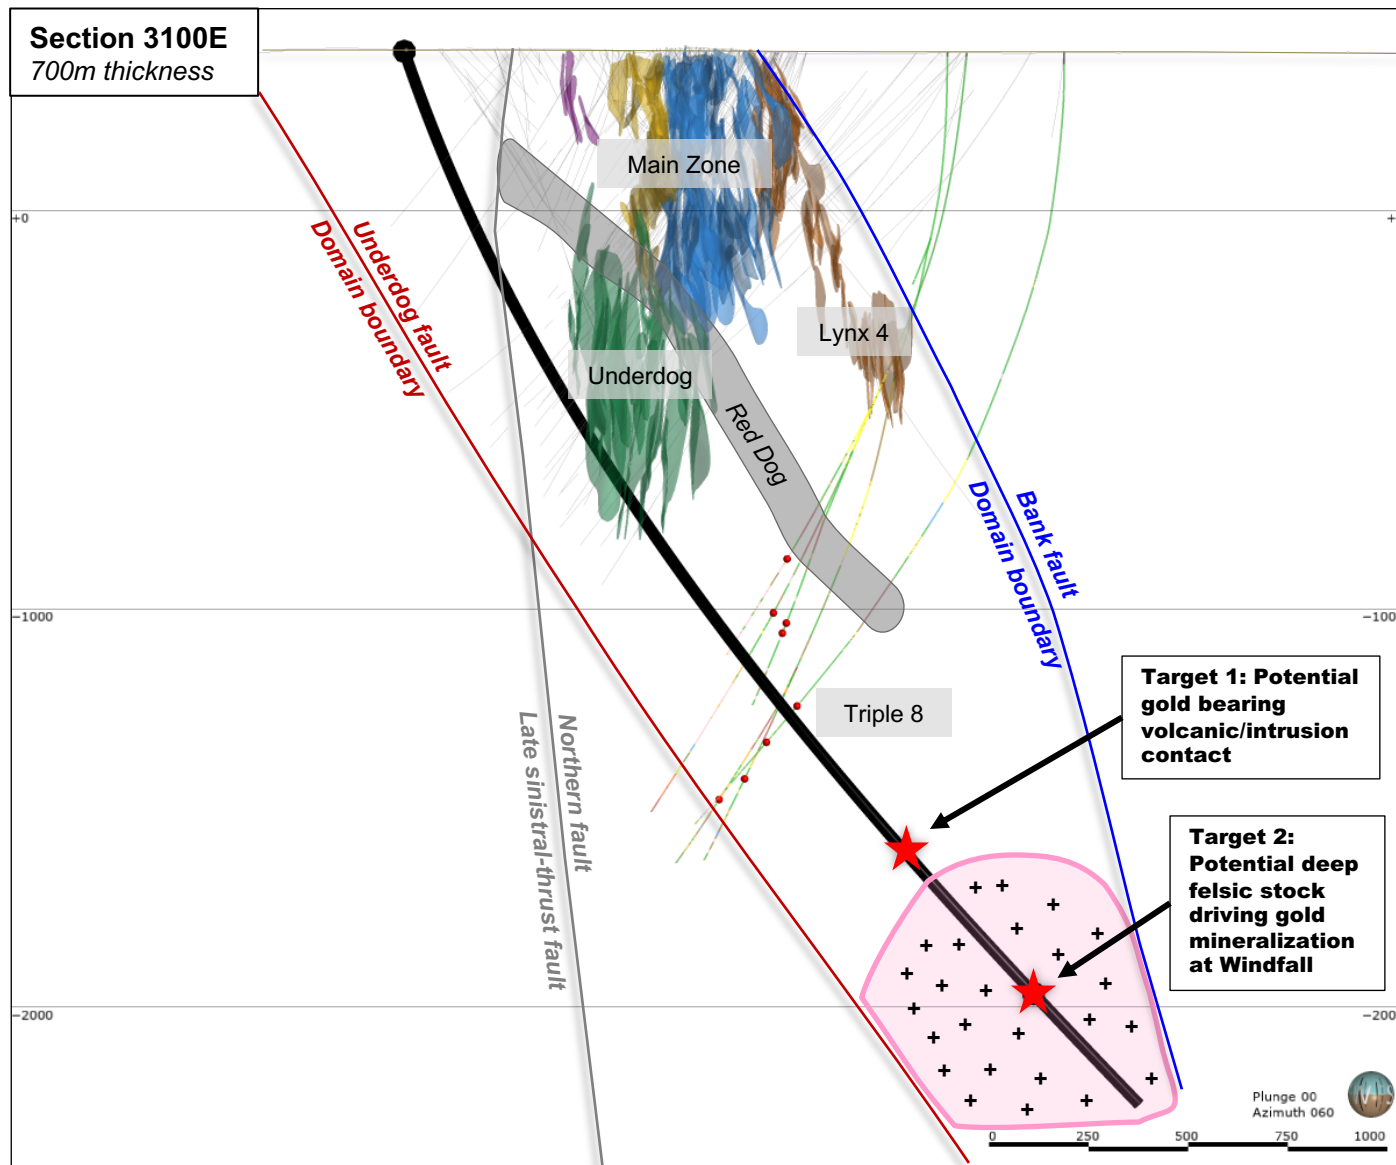 Section 3100E
700m thickness
Main Zone
+0
+
Underdog fault
Domain boundary
Lynx 4
Underdog
Red Dog
Bank fault
Domain boundary
-1000
-100
Target 1: Potential
gold bearing
volcanic/intrusion
contact
Triple 8
Northern fault
Late sinistral-thrust fault
Target 2:
Potential deep
felsic stock
driving gold
mineralization
at Windfall
-2000
-200
Plunge 00
Azimuth 060
0 250 500 750 1000